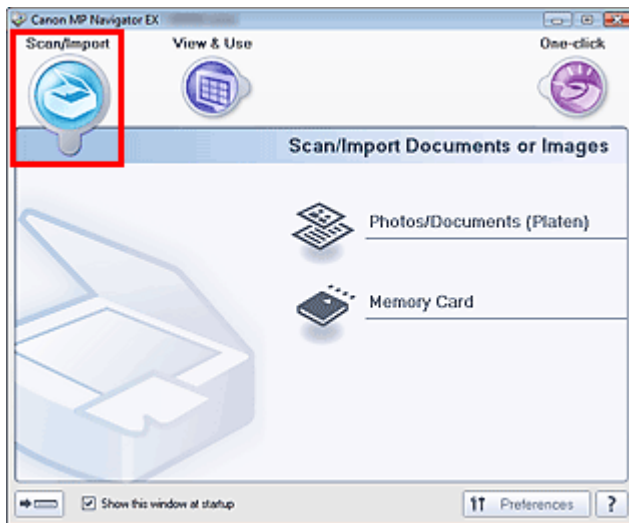 Canon MP Navigator EX
Scan/Import View & Use One-click
Scan/Import Documents or Images
Photos/Documents (Platen)
Memory Card
Show this window at startup Preferences ?